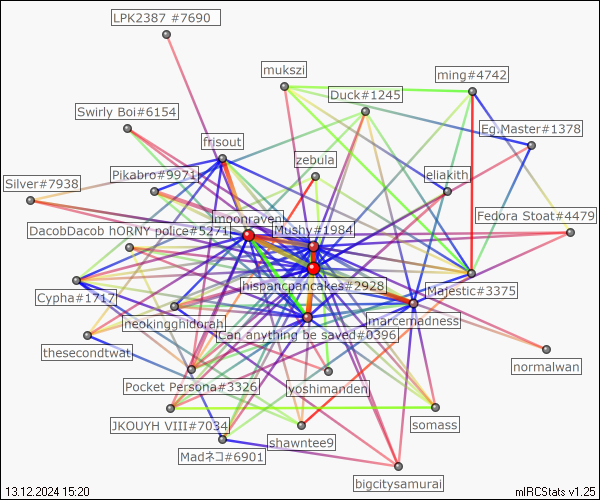 LPK2387 #7690
mukszi
ming#4742
Duck#1245
Swirly Boi#6154
Eg.Master#1378
frisout
zebula
Pikabro#9971
eliakith
Silver#7938
moonraven
Fedora Stoat#4479
DacobDacob hORNY police#5271
Mushy#1984
hispancpancakes#2928
Majestic#3375
Cypha#1717
neokingghidorah
marcemadness
Can anything be saved#0396
thesecondtwat
normalwan
Pocket Persona#3326
yoshimandenj
JKOUYH VIII#7034
somass
shawntee9
Madネコ#6901
bigcitysamurai
13.12.2024 15:20
mIRCStats v1.25